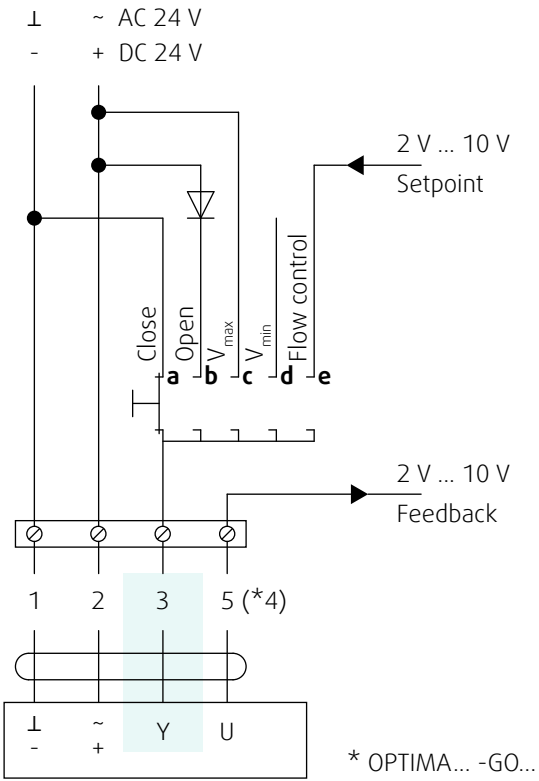 ⊥ ~ AC 24 V
- + DC 24 V
2 V ... 10 V
Setpoint
Close
Open
Vmax
Vmin
Flow control
a b c d e
2 V ... 10 V
Feedback
1 2 3 5 (*4)
⊥ ~ Y U
- +
* OPTIMA... -GO...